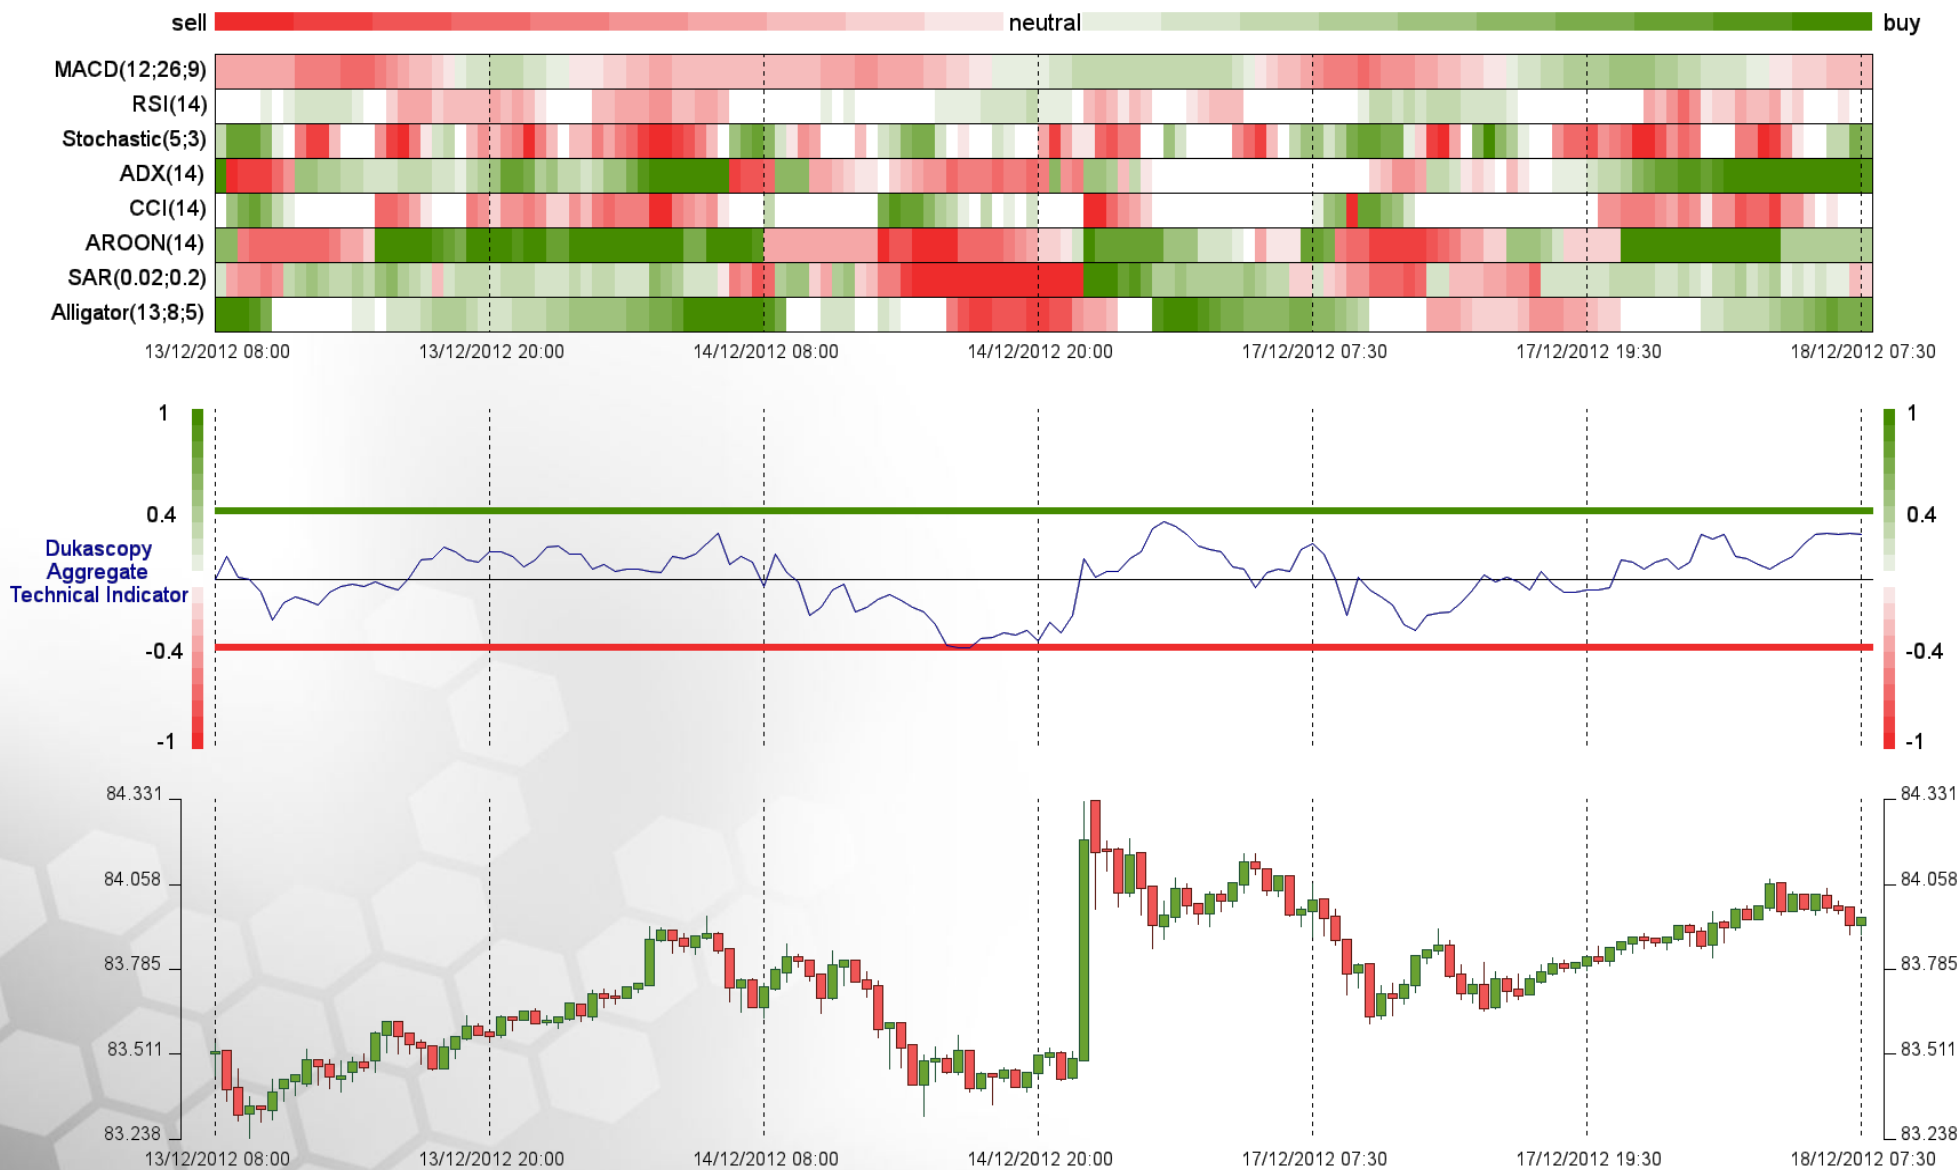 sell neutral buy
MACD(12;26;9)
RSI(14)
Stochastic(5;3)
ADX(14)
CCI(14)
AROON(14)
SAR(0.02;0.2)
Alligator(13;8;5)
13/12/2012 08:00 13/12/2012 20:00 14/12/2012 08:00 14/12/2012 20:00 17/12/2012 07:30 17/12/2012 19:30 18/12/2012 07:30
1 1
0.4 0.4
Dukascopy
Aggregate
Technical Indicator
-0.4 -0.4
-1 -1
84.331 84.331
84.058 84.058
83.785 83.785
83.511 83.511
83.238 83.238
13/12/2012 08:00 13/12/2012 20:00 14/12/2012 08:00 14/12/2012 20:00 17/12/2012 07:30 17/12/2012 19:30 18/12/2012 07:30